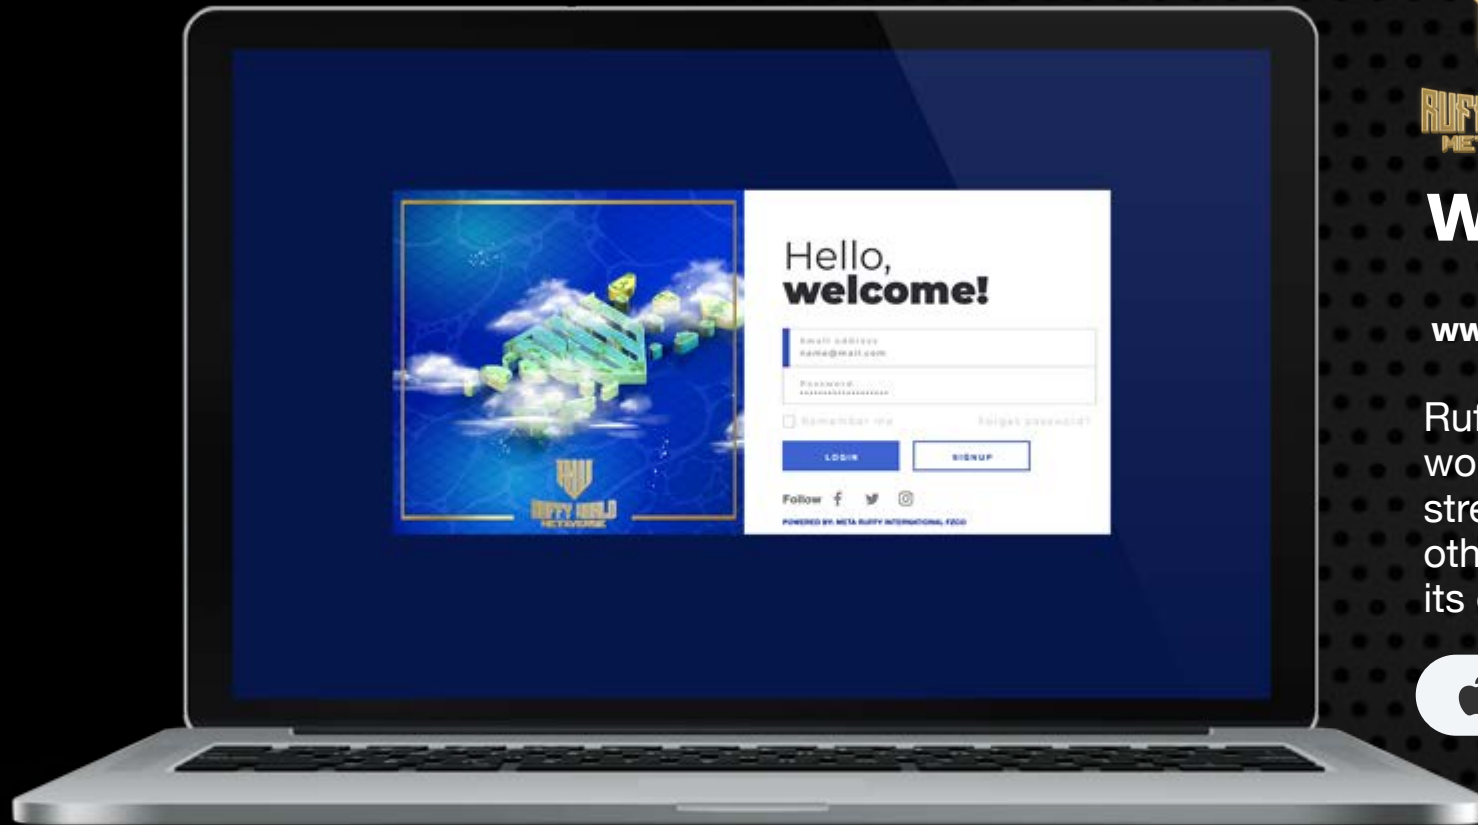 Hello,
welcome!
Email address
name@mail.com
Password
Remember me
Forget password?
LOGIN
SIGNUP
Follow
POWERED BY: META RUFFY INTERNATIONAL FZCO
RUFFY WORLD
METAVERSE